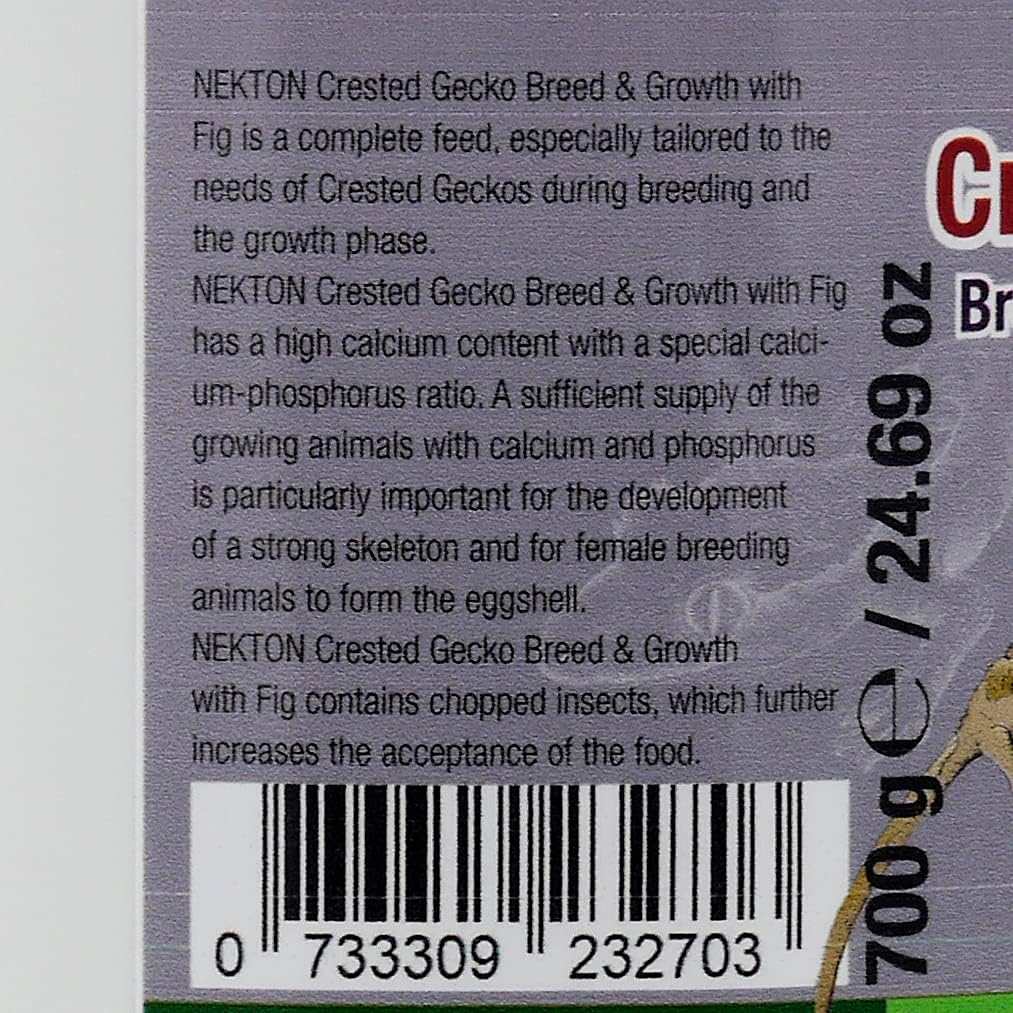 NEKTON Crested Gecko Breed & Growth with
Fig is a complete feed, especially tailored to the
needs of Crested Geckos during breeding and
the growth phase.
NEKTON Crested Gecko Breed & Growth with Fig
has a high calcium content with a special calci-
um-phosphorus ratio. A sufficient supply of the
growing animals with calcium and phosphorus
is particularly important for the development
of a strong skeleton and for female breeding
animals to form the eggshell.
NEKTON Crested Gecko Breed & Growth
with Fig contains chopped insects, which further
increases the acceptance of the food.
0 733309 232703
700 g ℮ / 24.69 oz
Cr
Br